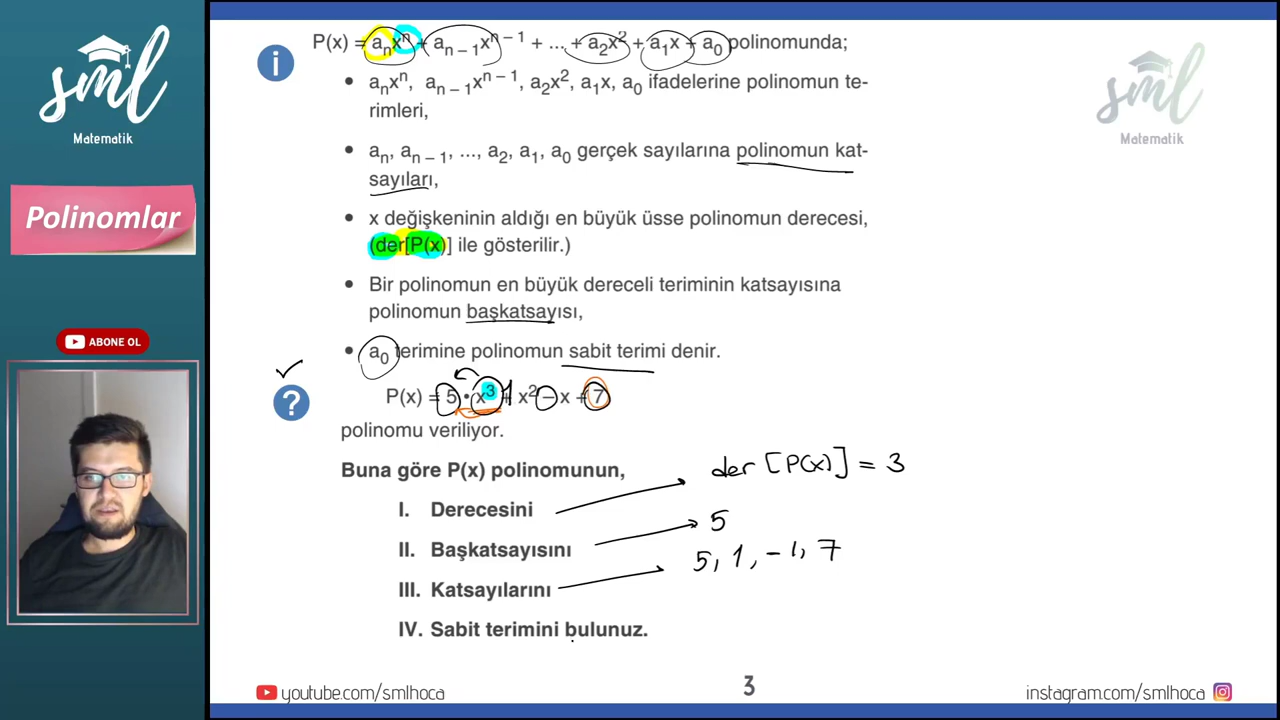 sml
Matematik
Polinomlar
ABONE OL
P(x) = aₙxⁿ + aₙ₋₁xⁿ⁻¹ + ... + a₂x² + a₁x + a₀ polinomunda;
• aₙxⁿ, aₙ₋₁xⁿ⁻¹, a₂x², a₁x, a₀ ifadelerine polinomun te-
rimleri,
• aₙ, aₙ₋₁, ..., a₂, a₁, a₀ gerçek sayılarına polinomun kat-
sayıları,
• x değişkeninin aldığı en büyük üsse polinomun derecesi,
(der[P(x)] ile gösterilir.)
• Bir polinomun en büyük dereceli teriminin katsayısına
polinomun başkatsayısı,
• a₀ terimine polinomun sabit terimi denir.
P(x) = 5 · x³ + 1 x² – x + 7
polinomu veriliyor.
Buna göre P(x) polinomunun,
der [P(x)] = 3
I. Derecesini
5
II. Başkatsayısını
5, 1, -1, 7
III. Katsayılarını
IV. Sabit terimini bulunuz.
sml
Matematik
youtube.com/smlhoca
3
instagram.com/smlhoca